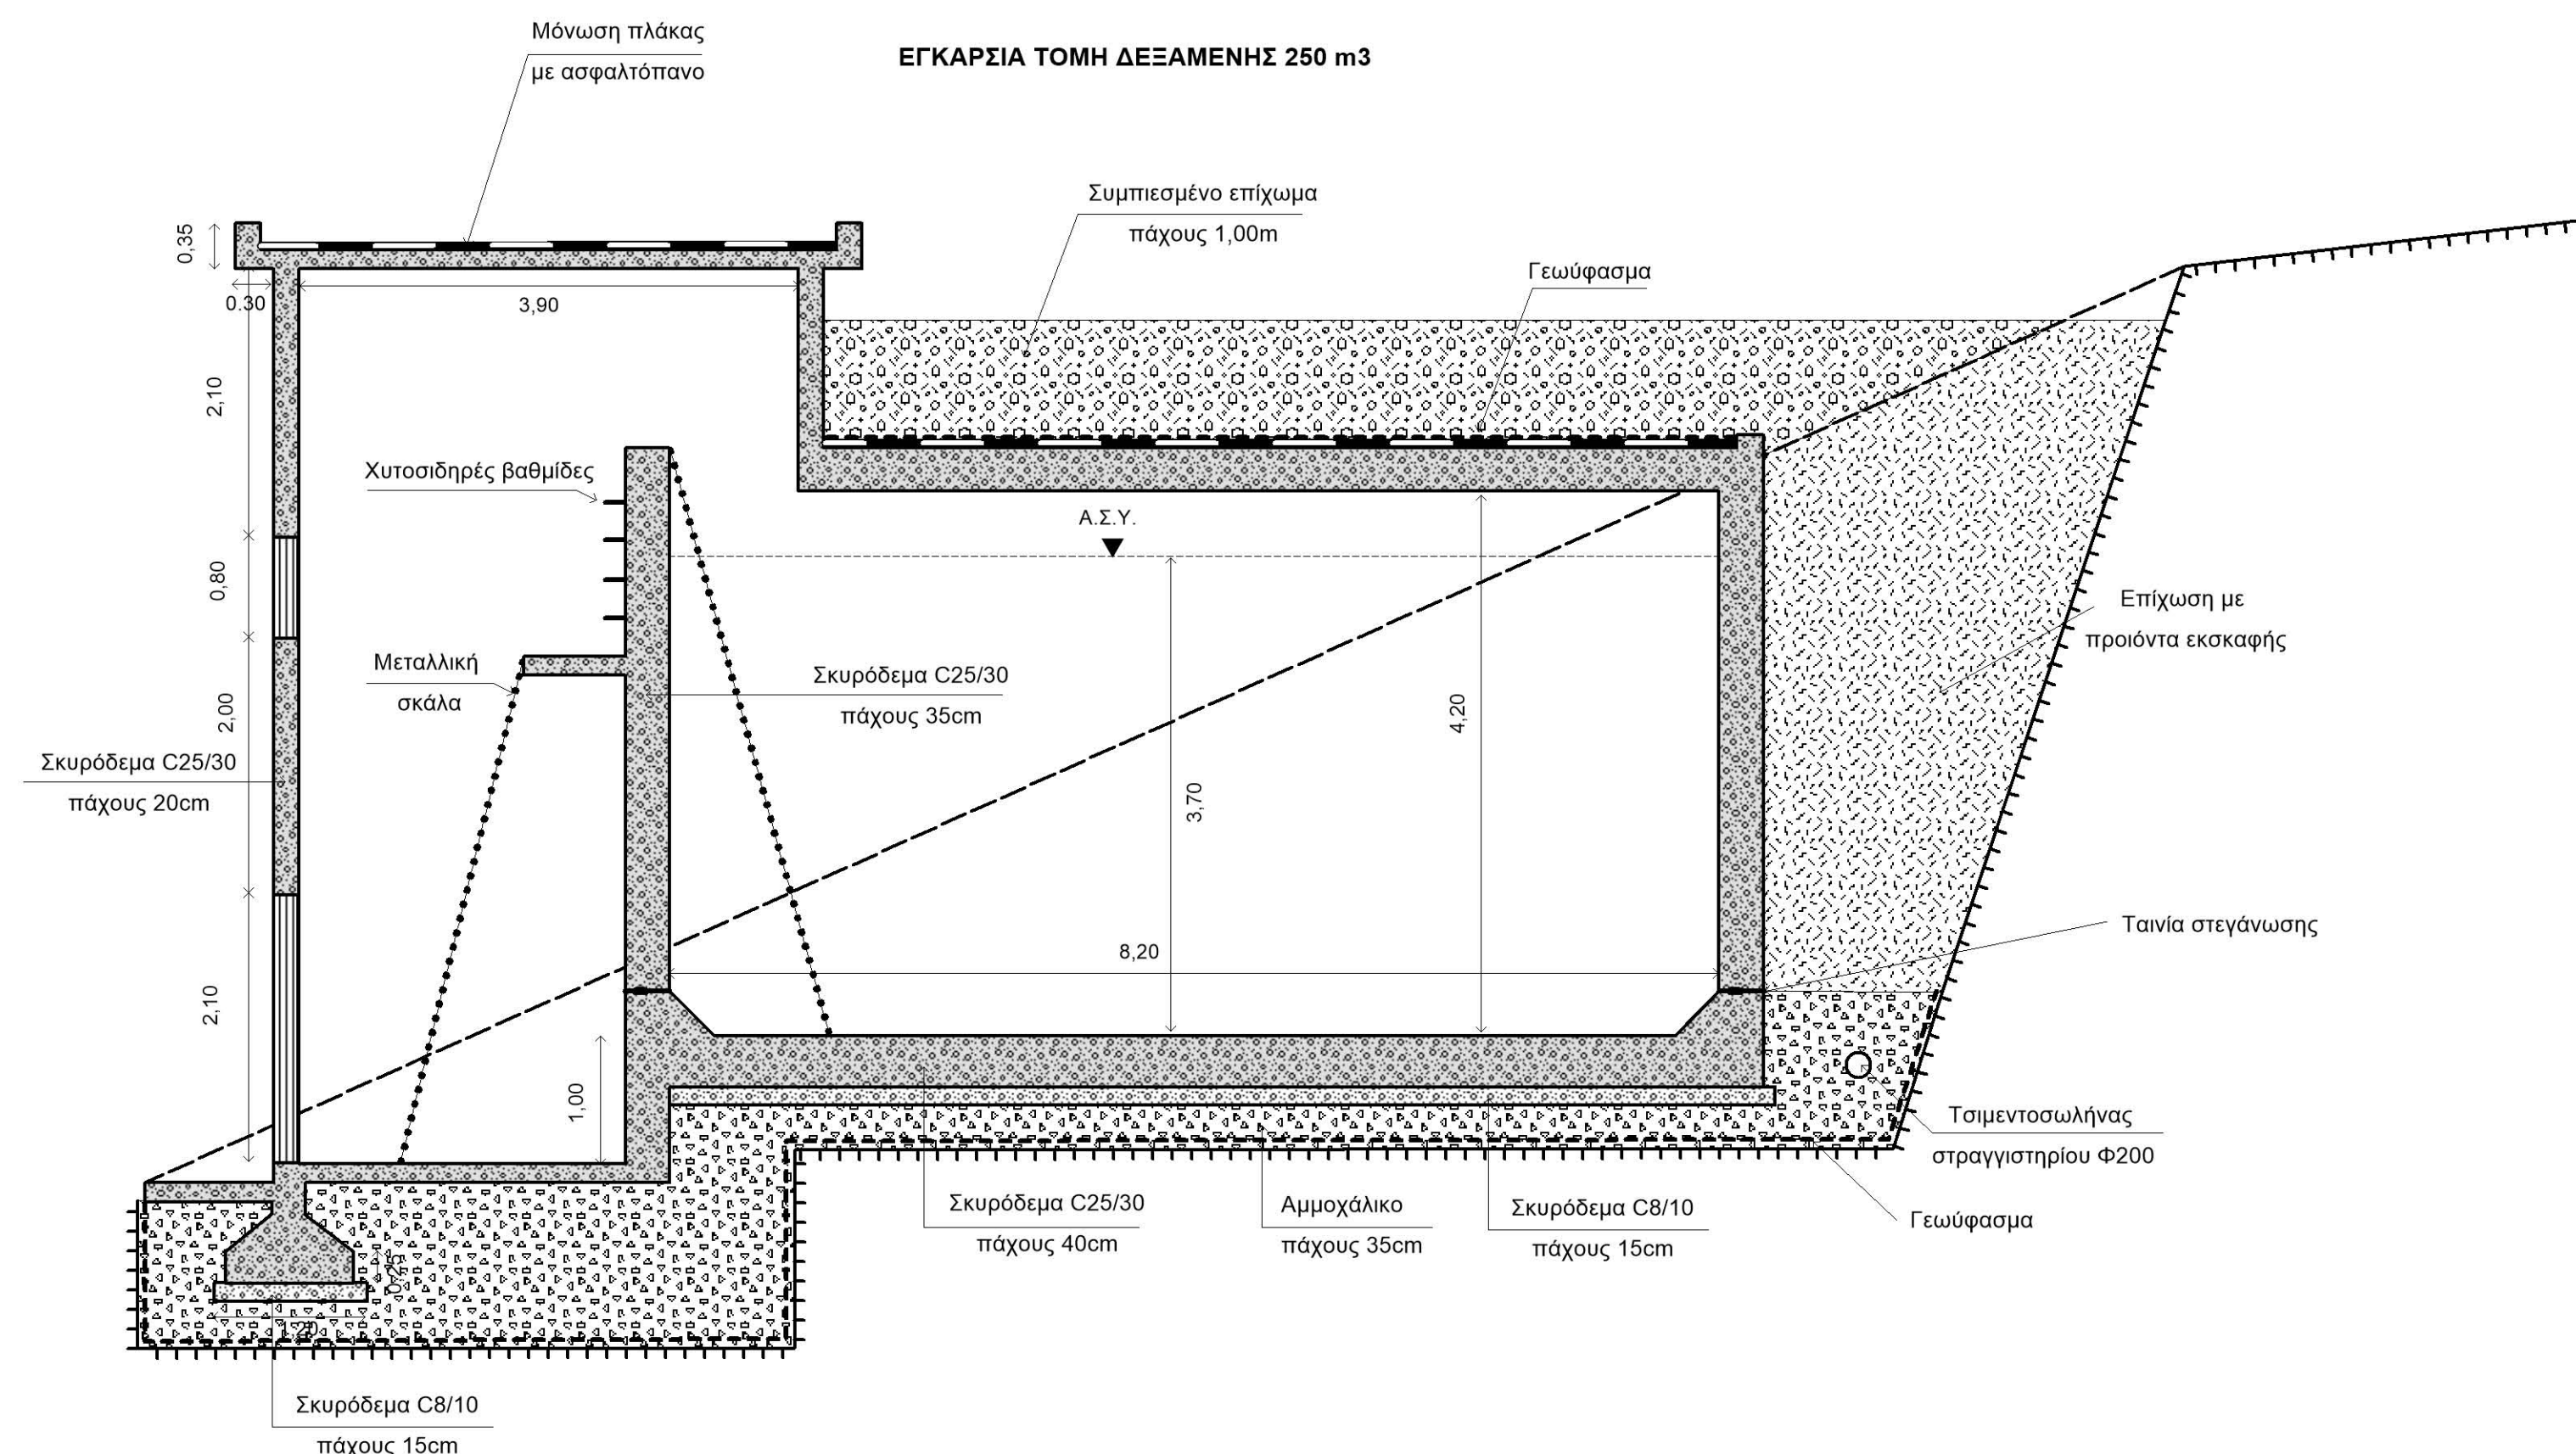 Μόνωση πλάκας
με ασφαλτόπανο
ΕΓΚΑΡΣΙΑ ΤΟΜΗ ΔΕΞΑΜΕΝΗΣ 250 m3
Συμπιεσμένο επίχωμα
πάχους 1,00m
Γεωύφασμα
0,35
0.30
3,90
2,10
Χυτοσιδηρές βαθμίδες
Α.Σ.Υ.
0,80
Επίχωση με
προιόντα εκσκαφής
Μεταλλική
σκάλα
Σκυρόδεμα C25/30
πάχους 35cm
2,00
4,20
Σκυρόδεμα C25/30
πάχους 20cm
3,70
Ταινία στεγάνωσης
8,20
2,10
1,00
Τσιμεντοσωλήνας
στραγγιστηρίου Φ200
Σκυρόδεμα C25/30
πάχους 40cm
Αμμοχάλικο
πάχους 35cm
Σκυρόδεμα C8/10
πάχους 15cm
Γεωύφασμα
0,25
1,20
Σκυρόδεμα C8/10
πάχους 15cm